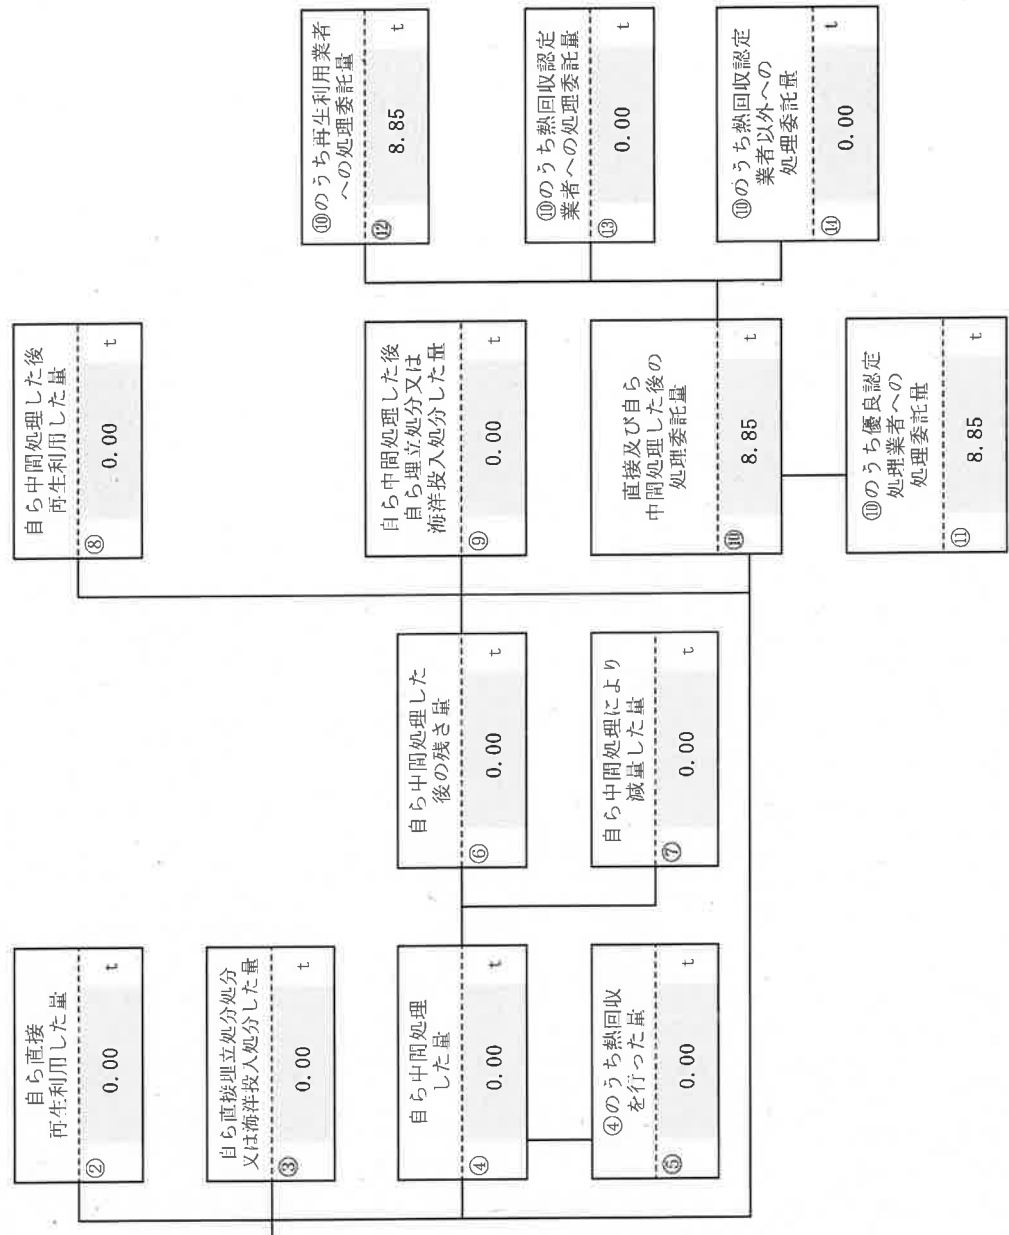 自ら直接
再生利用した量
② 0.00 t
自ら直接埋立処分処分
又は海洋投入処分した量
③ 0.00 t
自ら中間処理
した量
④ 0.00 t
④のうち熱回収
を行った量
⑤ 0.00 t
自ら中間処理した
後の残さ量
⑥ 0.00 t
自ら中間処理により
減量した量
⑦ 0.00 t
自ら中間処理した後
再生利用した量
⑧ 0.00 t
自ら中間処理した後
自ら埋立処分又は
海洋投入処分した量
⑨ 0.00 t
直接及び自ら
中間処理した後の
処理委託量
⑩ 8.85 t
⑩のうち優良認定
処理業者への
処理委託量
⑪ 8.85 t
⑩のうち再生利用業者
への処理委託量
⑫ 8.85 t
⑩のうち熱回収認定
業者への処理委託量
⑬ 0.00 t
⑩のうち熱回収認定
業者以外への
処理委託量
⑭ 0.00 t